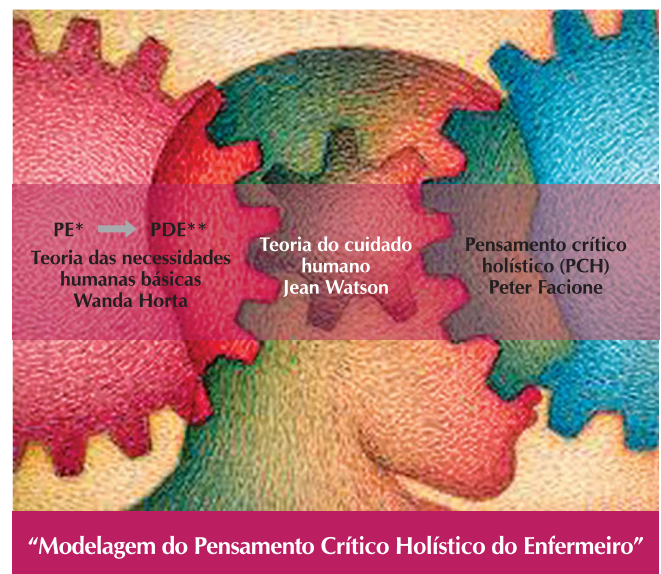 PE* → PDE**
Teoria das necessidades
humanas básicas
Wanda Horta
Teoria do cuidado
humano
Jean Watson
Pensamento crítico
holístico (PCH)
Peter Facione
“Modelagem do Pensamento Crítico Holístico do Enfermeiro”